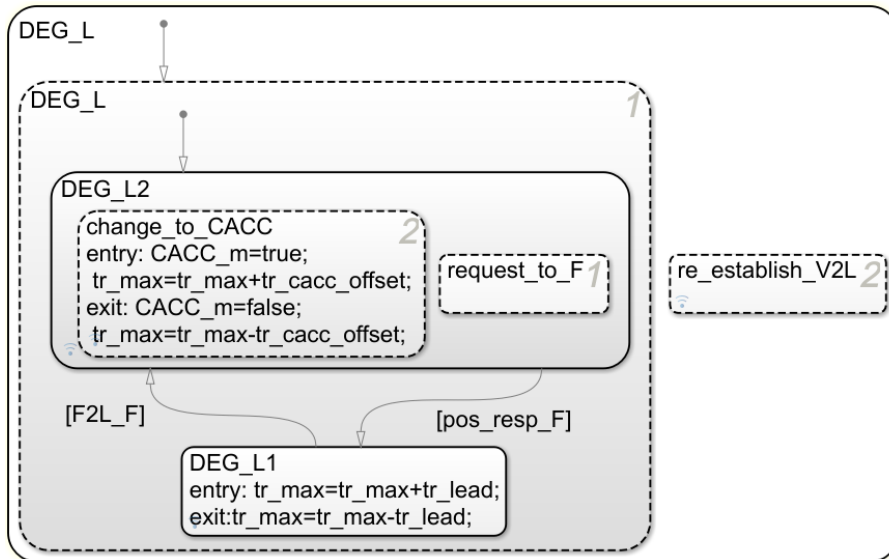 DEG_L
DEG_L
1
DEG_L2
change_to_CACC
2
entry: CACC_m=true;
tr_max=tr_max+tr_cacc_offset;
exit: CACC_m=false;
tr_max=tr_max-tr_cacc_offset;
request_to_F
1
re_establish_V2L
2
[F2L_F]
[pos_resp_F]
DEG_L1
entry: tr_max=tr_max+tr_lead;
exit:tr_max=tr_max-tr_lead;